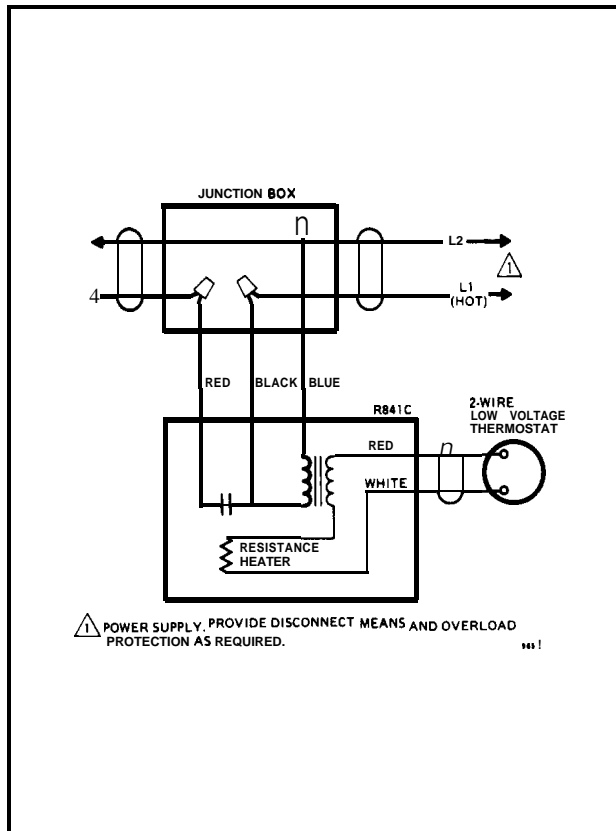 JUNCTION BOX
n
L2
1
4
L1
(HOT)
RED
BLACK
BLUE
R841C
2-WIRE
LOW VOLTAGE
THERMOSTAT
RED
n
WHITE
RESISTANCE
HEATER
1 POWER SUPPLY. PROVIDE DISCONNECT MEANS AND OVERLOAD
PROTECTION AS REQUIRED.